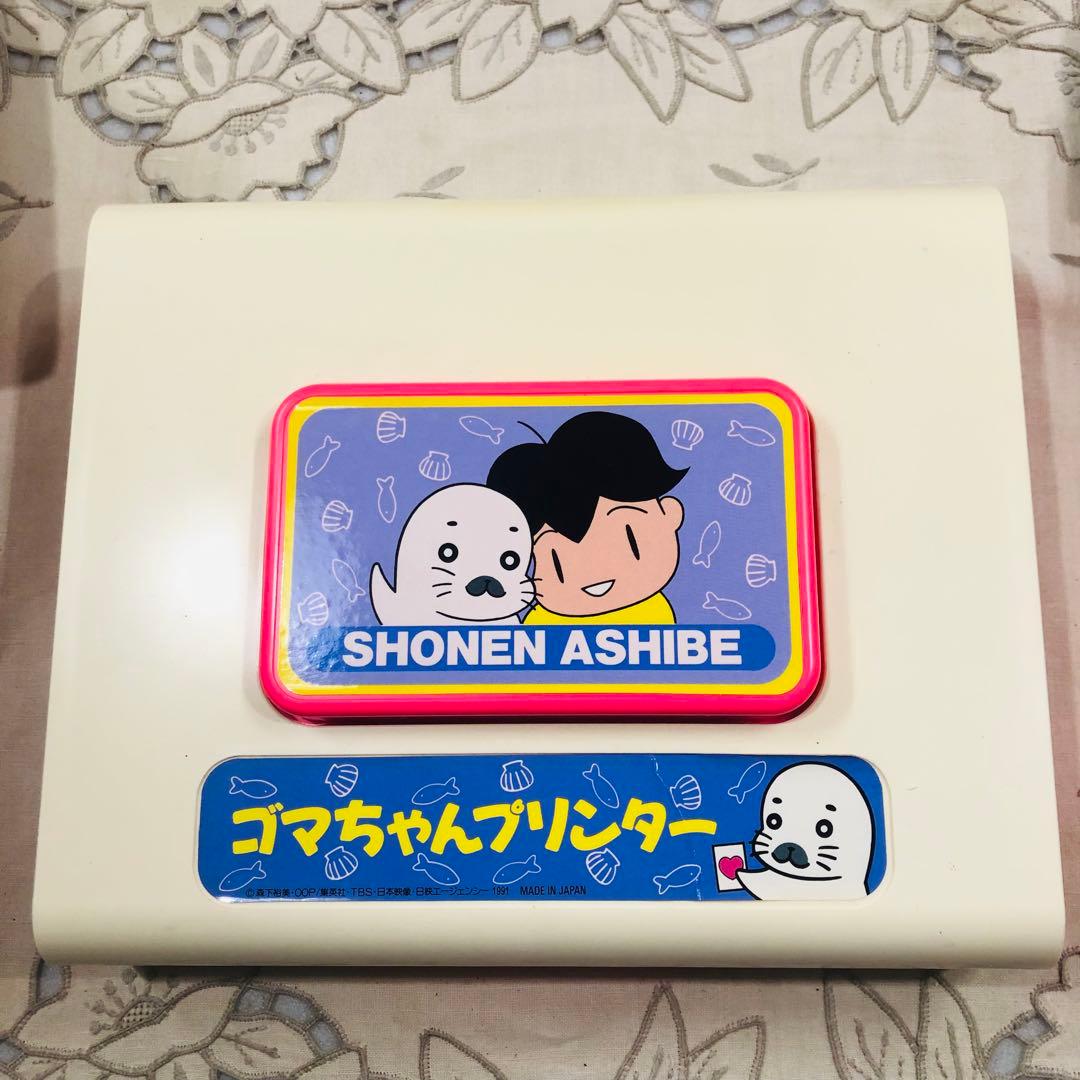 SHONEN ASHIBE
ゴマちゃんプリンター
©森下裕美・OOP/集英社・TBS・日本映像・日映エージェンシー 1991 MADE IN JAPAN